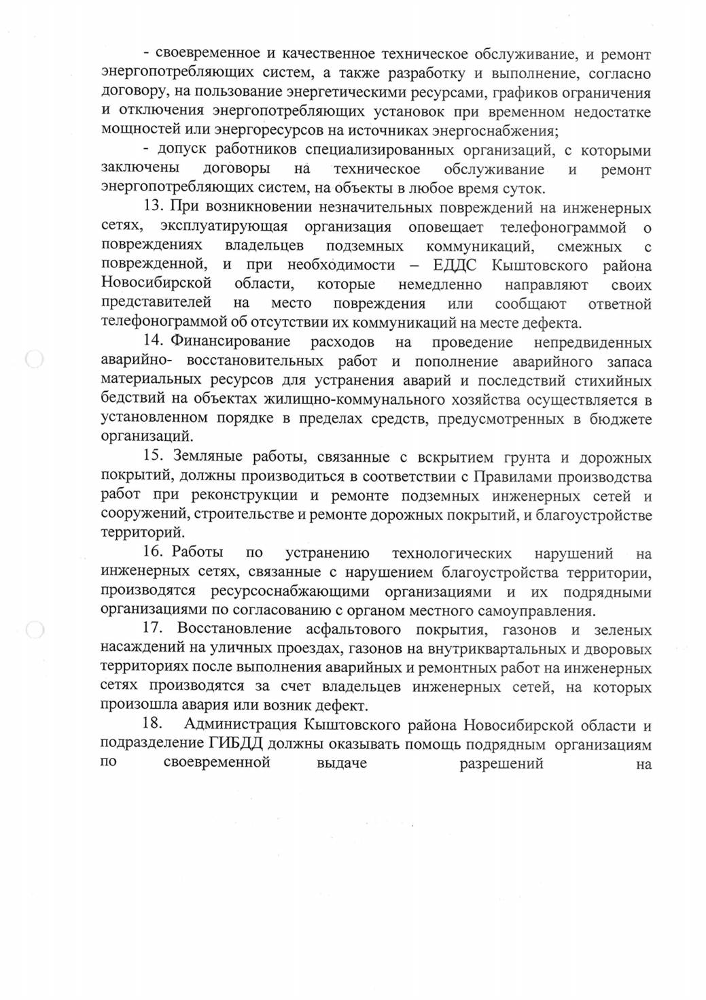 - своевременное и качественное техническое обслуживание, и ремонт
энергопотребляющих систем, а также разработку и выполнение, согласно
договору, на пользование энергетическими ресурсами, графиков ограничения
и отключения энергопотребляющих установок при временном недостатке
мощностей или энергоресурсов на источниках энергоснабжения;
- допуск работников специализированных организаций, с которыми
заключены договоры на техническое обслуживание и ремонт
энергопотребляющих систем, на объекты в любое время суток.
13. При возникновении незначительных повреждений на инженерных
сетях, эксплуатирующая организация оповещает телефонограммой о
повреждениях владельцев подземных коммуникаций, смежных с
поврежденной, и при необходимости – ЕДДС Кыштовского района
Новосибирской области, которые немедленно направляют своих
представителей на место повреждения или сообщают ответной
телефонограммой об отсутствии их коммуникаций на месте дефекта.
14. Финансирование расходов на проведение непредвиденных
аварийно- восстановительных работ и пополнение аварийного запаса
материальных ресурсов для устранения аварий и последствий стихийных
бедствий на объектах жилищно-коммунального хозяйства осуществляется в
установленном порядке в пределах средств, предусмотренных в бюджете
организаций.
15. Земляные работы, связанные с вскрытием грунта и дорожных
покрытий, должны производиться в соответствии с Правилами производства
работ при реконструкции и ремонте подземных инженерных сетей и
сооружений, строительстве и ремонте дорожных покрытий, и благоустройстве
территорий.
16. Работы по устранению технологических нарушений на
инженерных сетях, связанные с нарушением благоустройства территории,
производятся ресурсоснабжающими организациями и их подрядными
организациями по согласованию с органом местного самоуправления.
17. Восстановление асфальтового покрытия, газонов и зеленых
насаждений на уличных проездах, газонов на внутриквартальных и дворовых
территориях после выполнения аварийных и ремонтных работ на инженерных
сетях производятся за счет владельцев инженерных сетей, на которых
произошла авария или возник дефект.
18. Администрация Кыштовского района Новосибирской области и
подразделение ГИБДД должны оказывать помощь подрядным организациям
по своевременной выдаче разрешений на